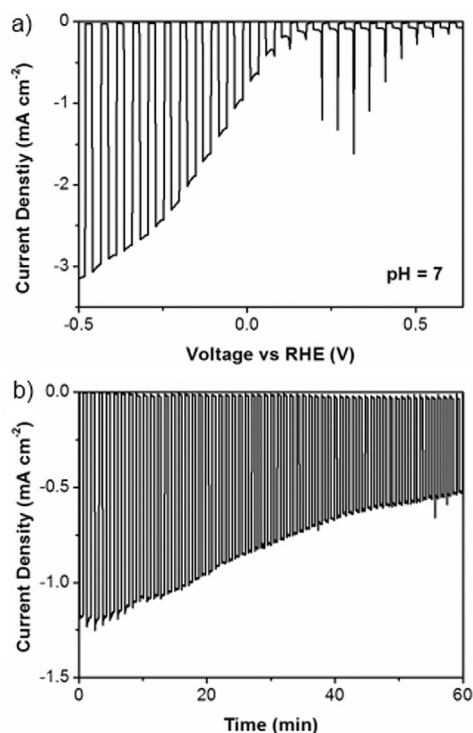 a)
0
-1
-2
-3
Current Denstiy (mA cm⁻²)
pH = 7
-0.5 0.0 0.5
Voltage vs RHE (V)
b)
0.0
-0.5
-1.0
-1.5
Current Density (mA cm⁻²)
0 20 40 60
Time (min)